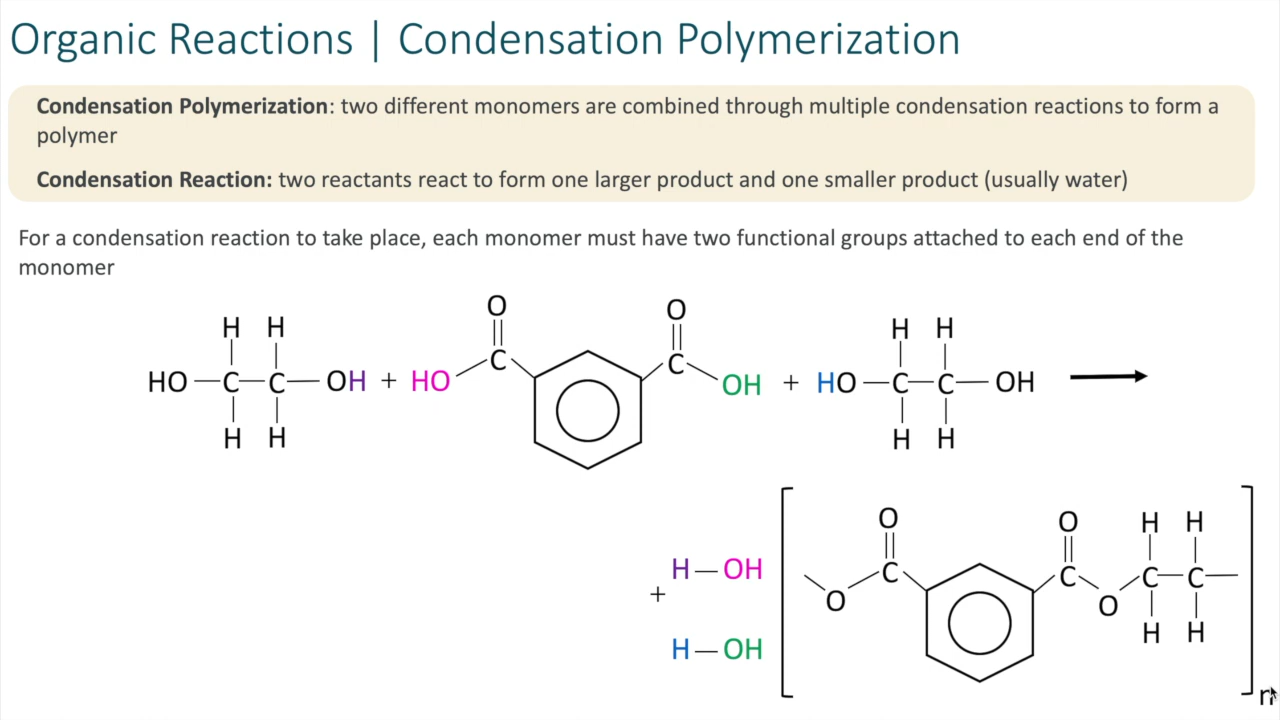 Organic Reactions | Condensation Polymerization
Condensation Polymerization: two different monomers are combined through multiple condensation reactions to form a
polymer
Condensation Reaction: two reactants react to form one larger product and one smaller product (usually water)
For a condensation reaction to take place, each monomer must have two functional groups attached to each end of the
monomer
O O
H H H H
C C
HO C C OH + HO OH + HO C C OH
H H H H
O O H H
H OH C C C C
+ O O
H OH H H
n